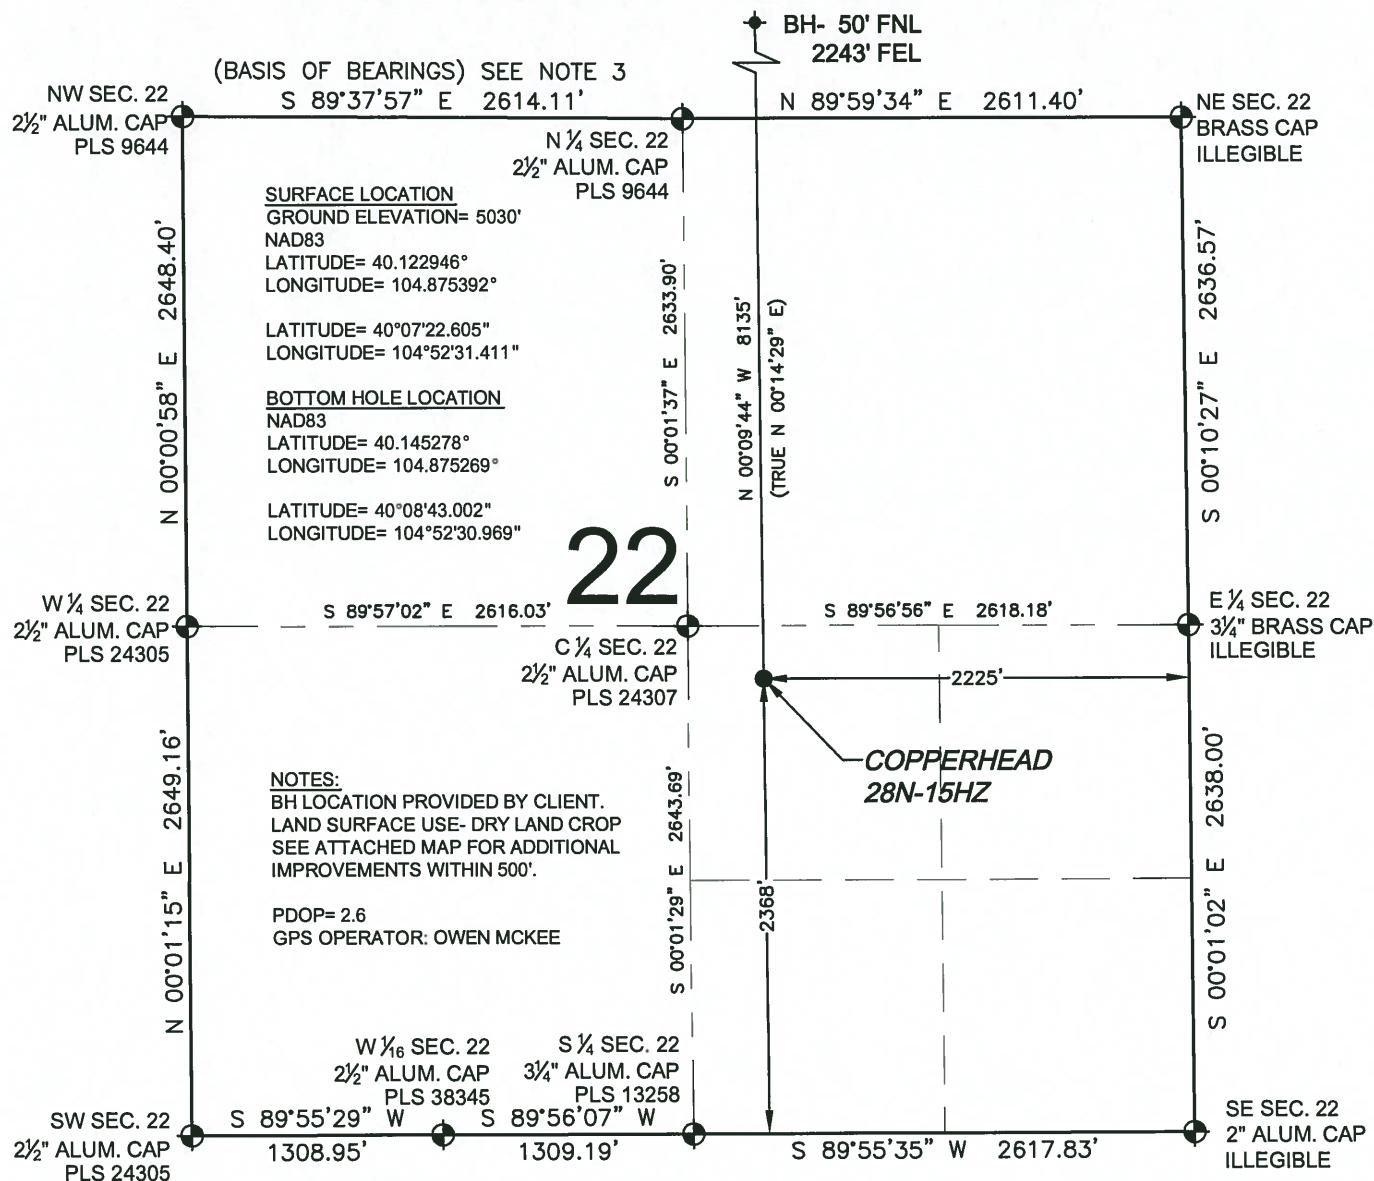 BH- 50' FNL
2243' FEL
(BASIS OF BEARINGS) SEE NOTE 3
S 89°37'57" E 2614.11'
N 89°59'34" E 2611.40'
NW SEC. 22
2½" ALUM. CAP
PLS 9644
N ¼ SEC. 22
2½" ALUM. CAP
PLS 9644
NE SEC. 22
BRASS CAP
ILLEGIBLE
SURFACE LOCATION
GROUND ELEVATION= 5030'
NAD83
LATITUDE= 40.122946°
LONGITUDE= 104.875392°
LATITUDE= 40°07'22.605"
LONGITUDE= 104°52'31.411"
BOTTOM HOLE LOCATION
NAD83
LATITUDE= 40.145278°
LONGITUDE= 104.875269°
LATITUDE= 40°08'43.002"
LONGITUDE= 104°52'30.969"
N 00°00'58" E 2648.40'
S 00°01'37" E 2633.90'
N 00°09'44" W 8135'
(TRUE N 00°14'29" E)
S 00°10'27" E 2636.57'
22
W ¼ SEC. 22
2½" ALUM. CAP
PLS 24305
S 89°57'02" E 2616.03'
S 89°56'56" E 2618.18'
C ¼ SEC. 22
2½" ALUM. CAP
PLS 24307
E ¼ SEC. 22
3¼" BRASS CAP
ILLEGIBLE
2225'
COPPERHEAD
28N-15HZ
NOTES:
BH LOCATION PROVIDED BY CLIENT.
LAND SURFACE USE- DRY LAND CROP
SEE ATTACHED MAP FOR ADDITIONAL
IMPROVEMENTS WITHIN 500'.
PDOP= 2.6
GPS OPERATOR: OWEN MCKEE
N 00°01'15" E 2649.16'
S 00°01'29" E 2643.69'
2368'
S 00°01'02" E 2638.00'
W 1/16 SEC. 22
2½" ALUM. CAP
PLS 38345
S ¼ SEC. 22
3¼" ALUM. CAP
PLS 13258
SW SEC. 22
2½" ALUM. CAP
PLS 24305
S 89°55'29" W
1308.95'
S 89°56'07" W
1309.19'
S 89°55'35" W 2617.83'
SE SEC. 22
2" ALUM. CAP
ILLEGIBLE